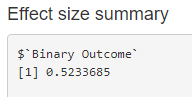 Effect size summary
$`Binary Outcome`
[1] 0.5233685